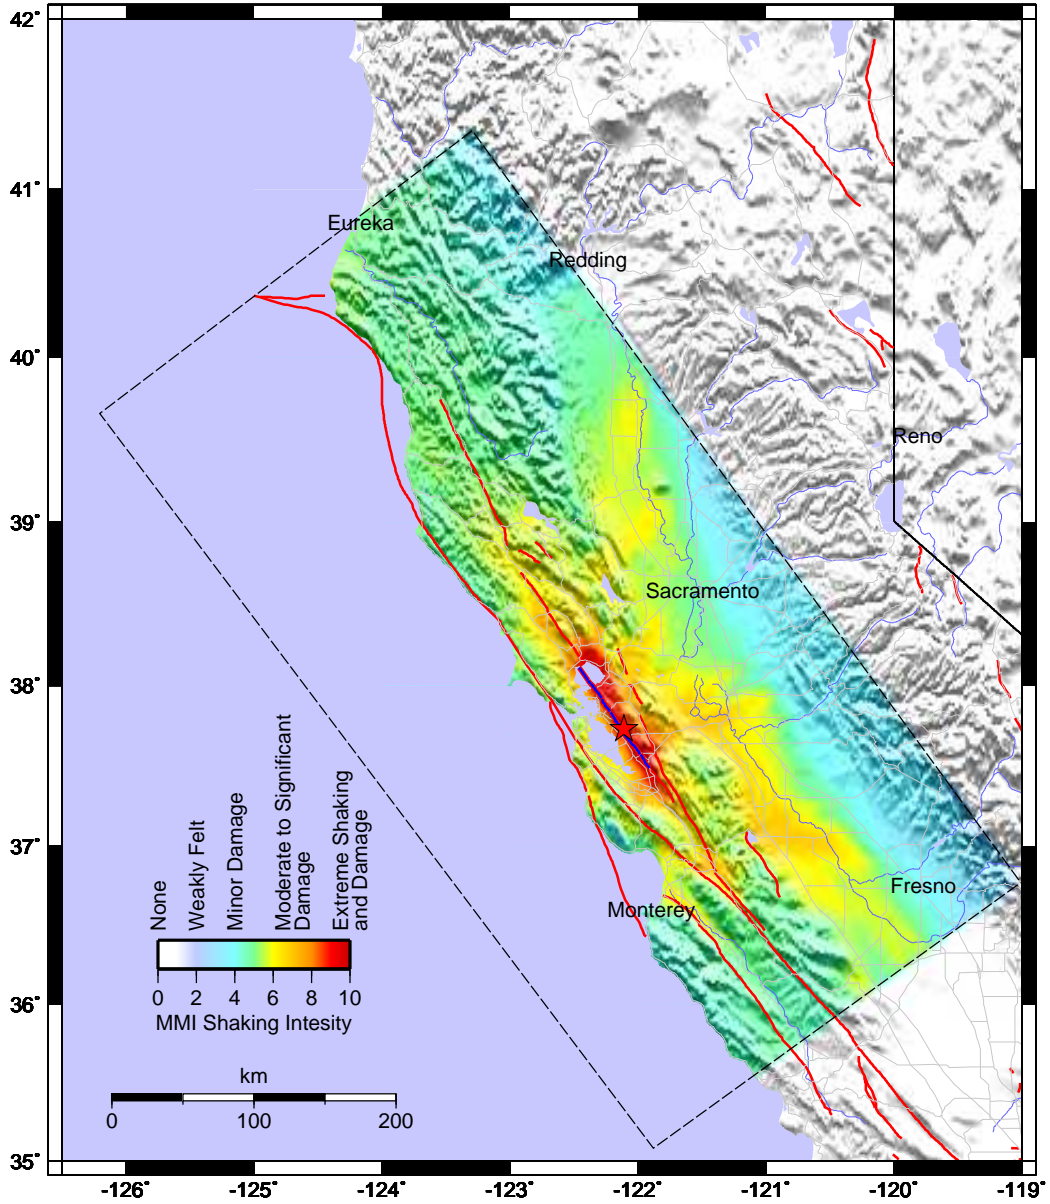 42°
41°
Eureka
Redding
40°
Reno
39°
Sacramento
38°
None
Weakly Felt
Minor Damage
Moderate to Significant
Damage
Extreme Shaking
and Damage
37°
Fresno
Monterey
0 2 4 6 8 10
36°
MMI Shaking Intesity
km
0 100 200
35°
-126° -125° -124° -123° -122° -121° -120° -119°